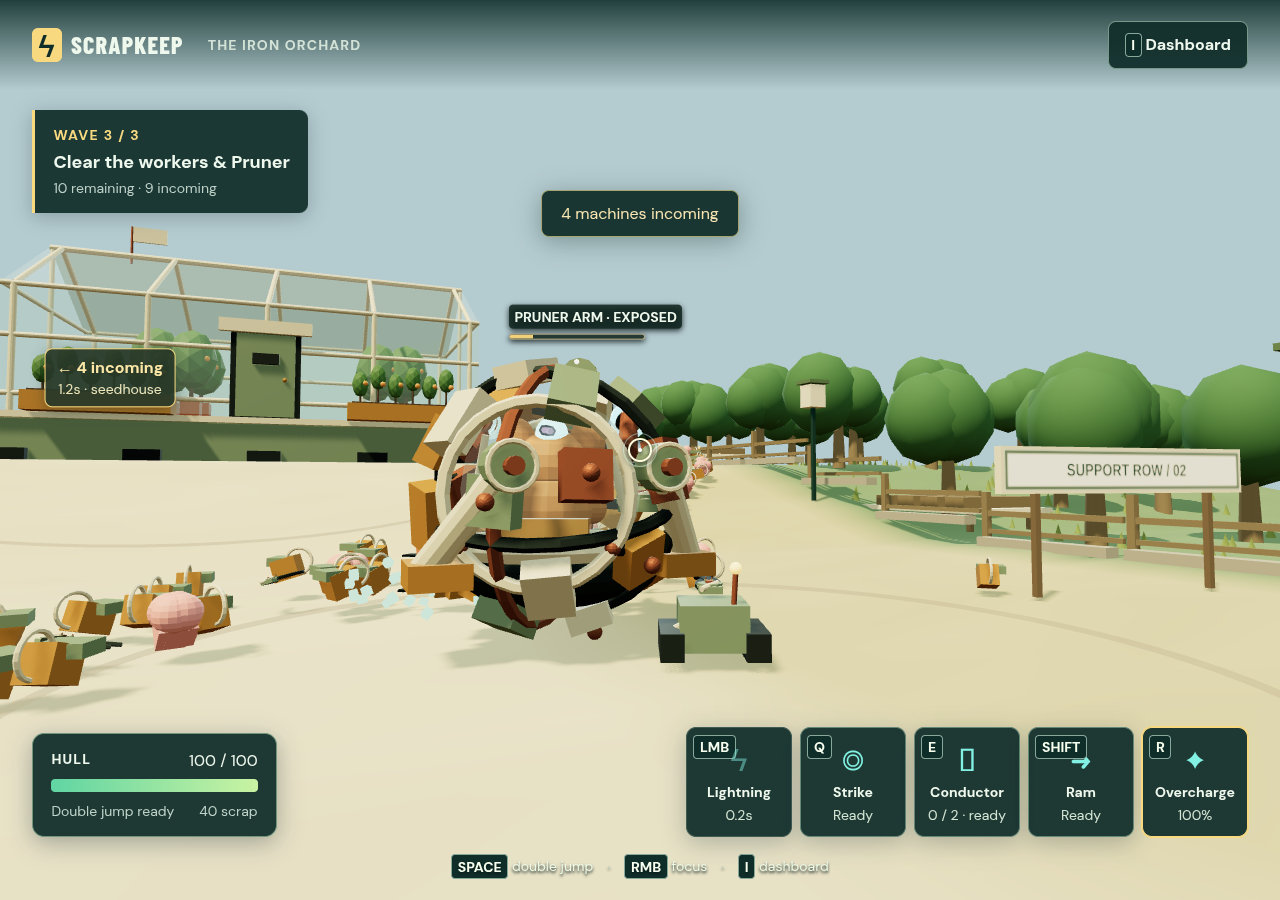 SCRAPKEEP
THE IRON ORCHARD
I Dashboard
WAVE 3 / 3
Clear the workers & Pruner
10 remaining · 9 incoming
4 machines incoming
PRUNER ARM · EXPOSED
← 4 incoming
1.2s · seedhouse
SUPPORT ROW / 02
HULL 100 / 100
Double jump ready 40 scrap
LMB
Lightning
0.2s
Q
Strike
Ready
E
Conductor
0 / 2 · ready
SHIFT
Ram
Ready
R
Overcharge
100%
SPACE double jump · RMB focus · I dashboard